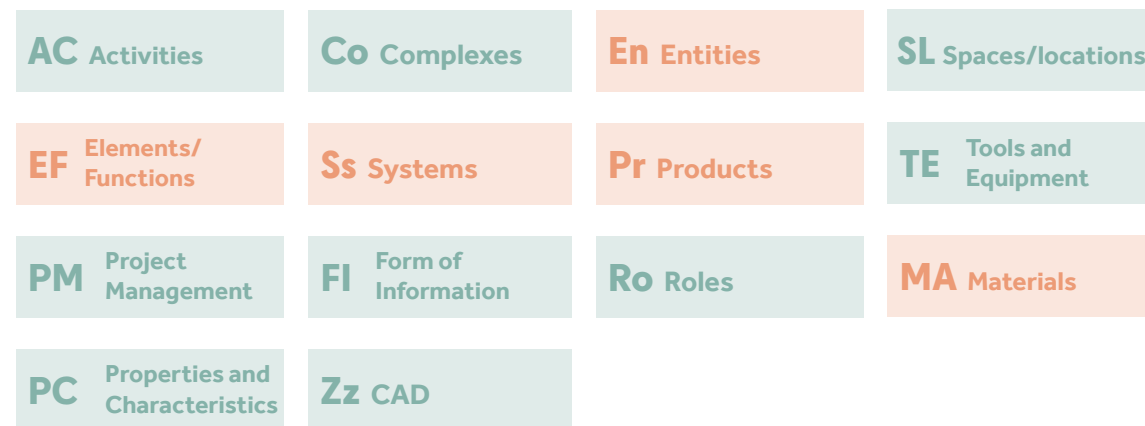 AC Activities
Co Complexes
En Entities
SL Spaces/locations
EF Elements/
Functions
Ss Systems
Pr Products
TE Tools and
Equipment
PM Project
Management
FI Form of
Information
Ro Roles
MA Materials
PC Properties and
Characteristics
Zz CAD